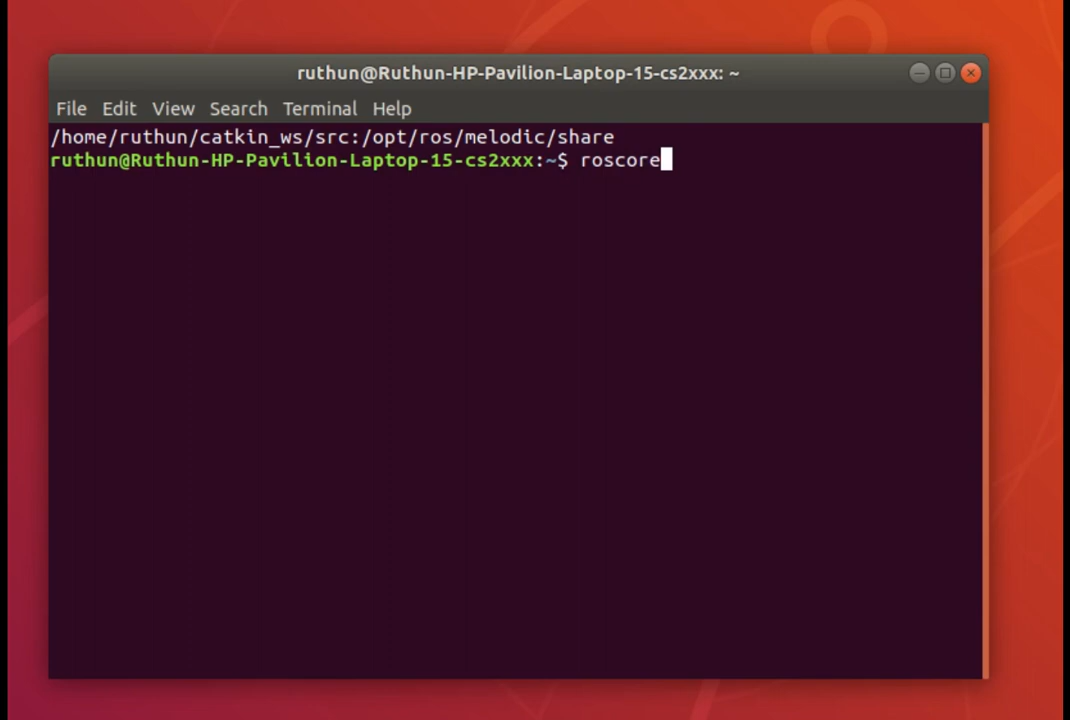 ruthun@Ruthun-HP-Pavilion-Laptop-15-cs2xxx: ~
File Edit View Search Terminal Help
/home/ruthun/catkin_ws/src:/opt/ros/melodic/share
ruthun@Ruthun-HP-Pavilion-Laptop-15-cs2xxx:~$ roscore